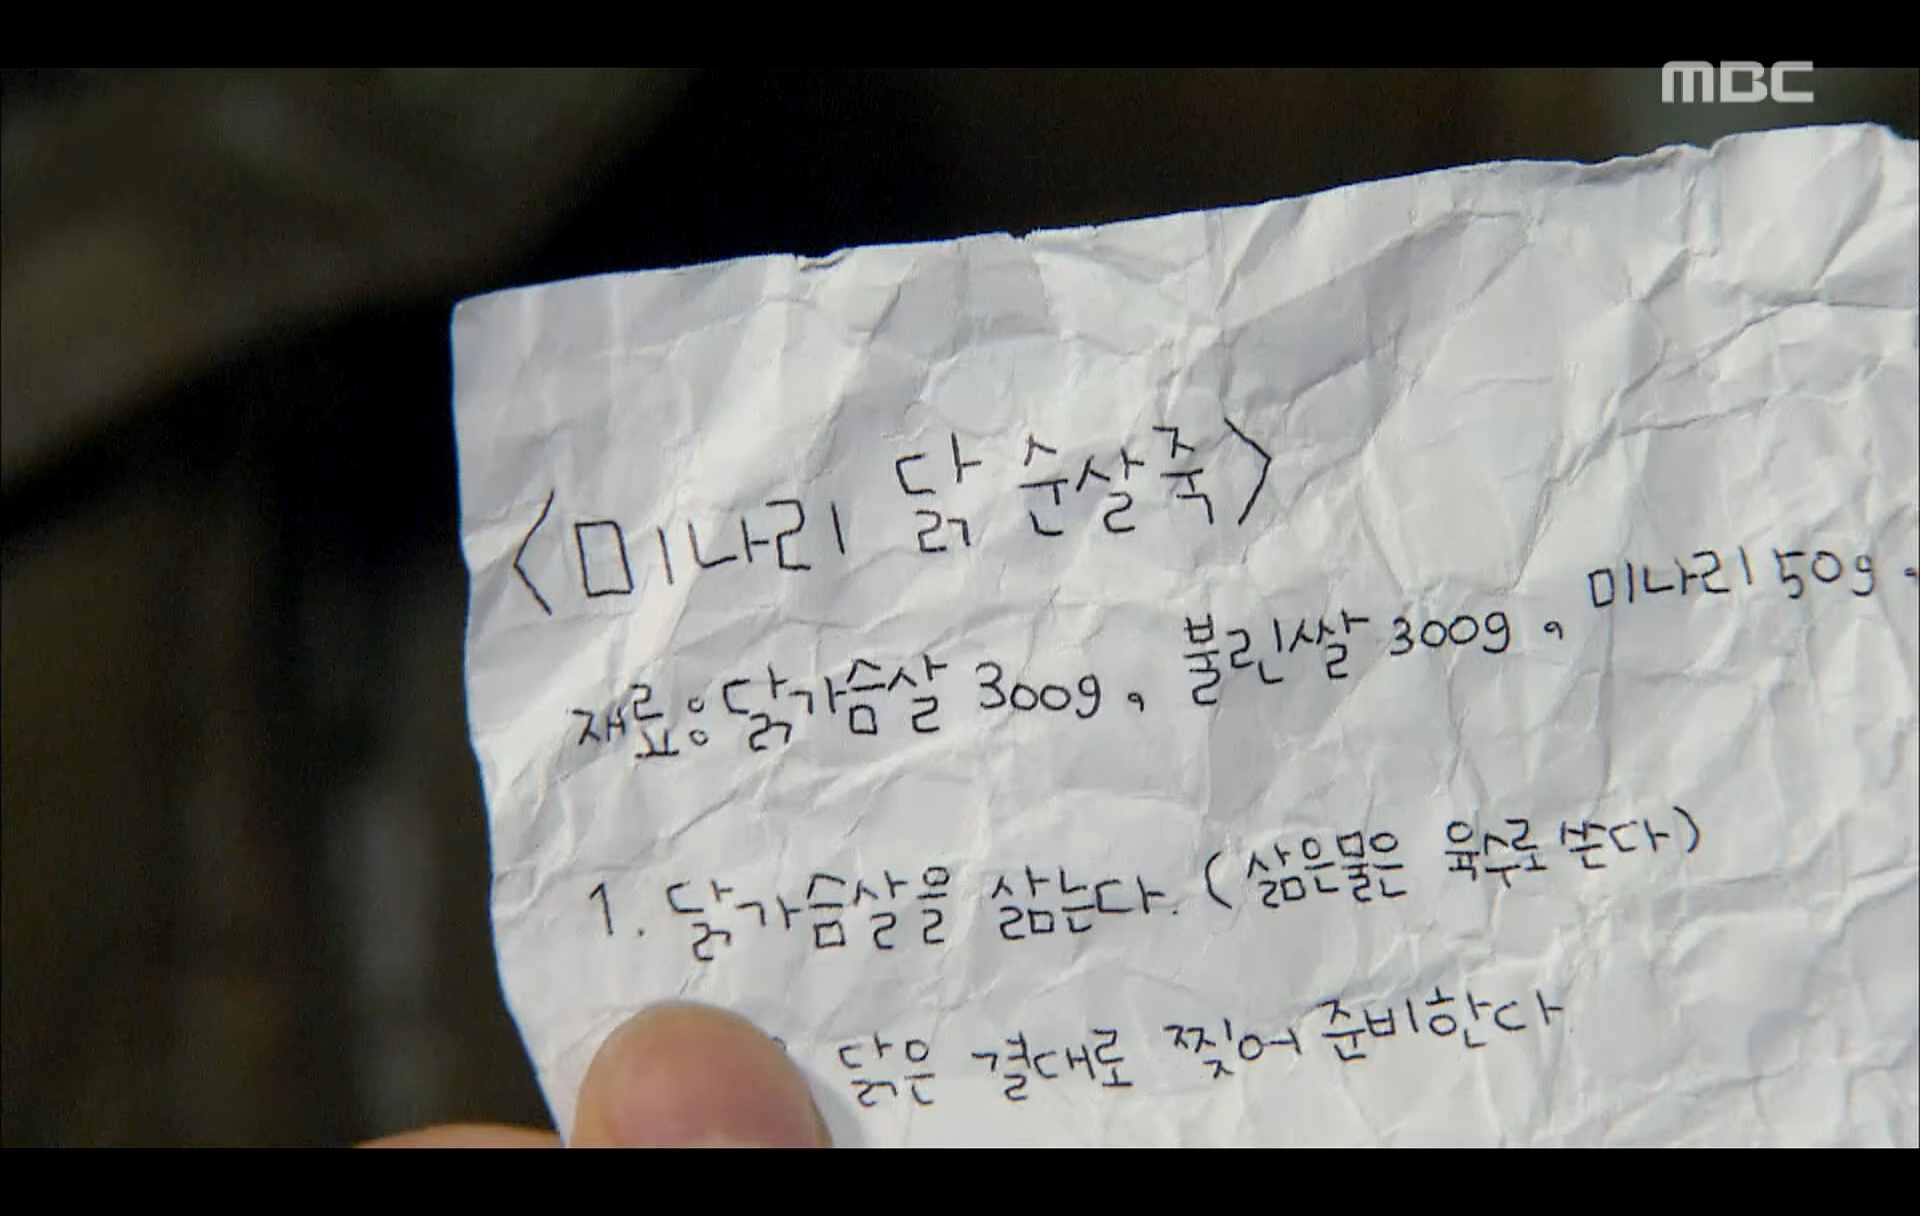 MBC
<미나리 닭 순살죽>
재료: 닭가슴살 300g, 불린쌀 300g, 미나리 50g,
1. 닭가슴살을 삶는다. (삶은물은 육수로 쓴다)
닭은 결대로 찢어 준비한다